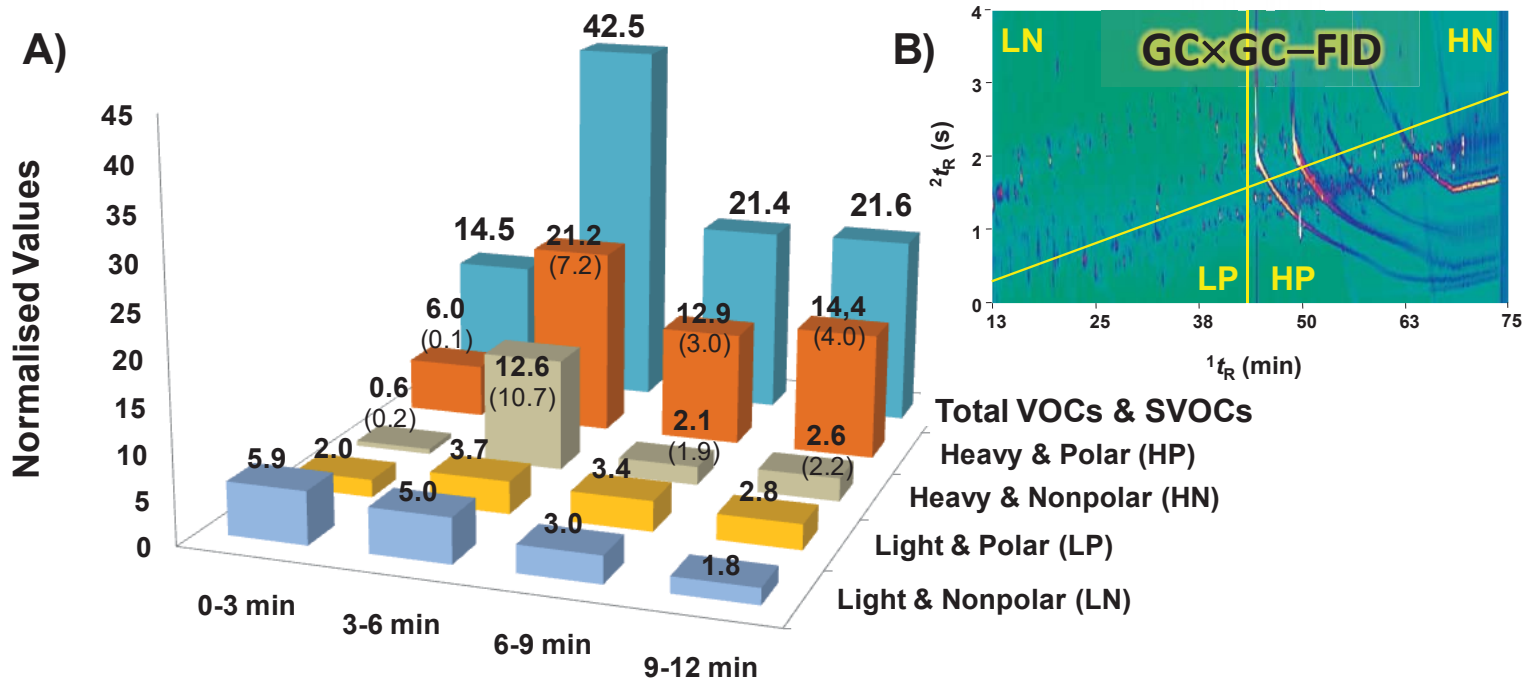 A)
Normalised Values
45
40
35
30
25
20
15
10
5
0
42.5
14.5
21.4
21.6
21.2
(7.2)
6.0
(0.1)
12.9
(3.0)
14,4
(4.0)
12.6
(10.7)
0.6
(0.2)
2.1
(1.9)
2.6
(2.2)
2.0
3.7
3.4
2.8
5.9
5.0
3.0
1.8
0-3 min
3-6 min
6-9 min
9-12 min
Total VOCs & SVOCs
Heavy & Polar (HP)
Heavy & Nonpolar (HN)
Light & Polar (LP)
Light & Nonpolar (LN)
B)
LN
GC×GC–FID
HN
LP
HP
²tR (s)
4
3
2
1
0
13
25
38
50
63
75
¹tR (min)